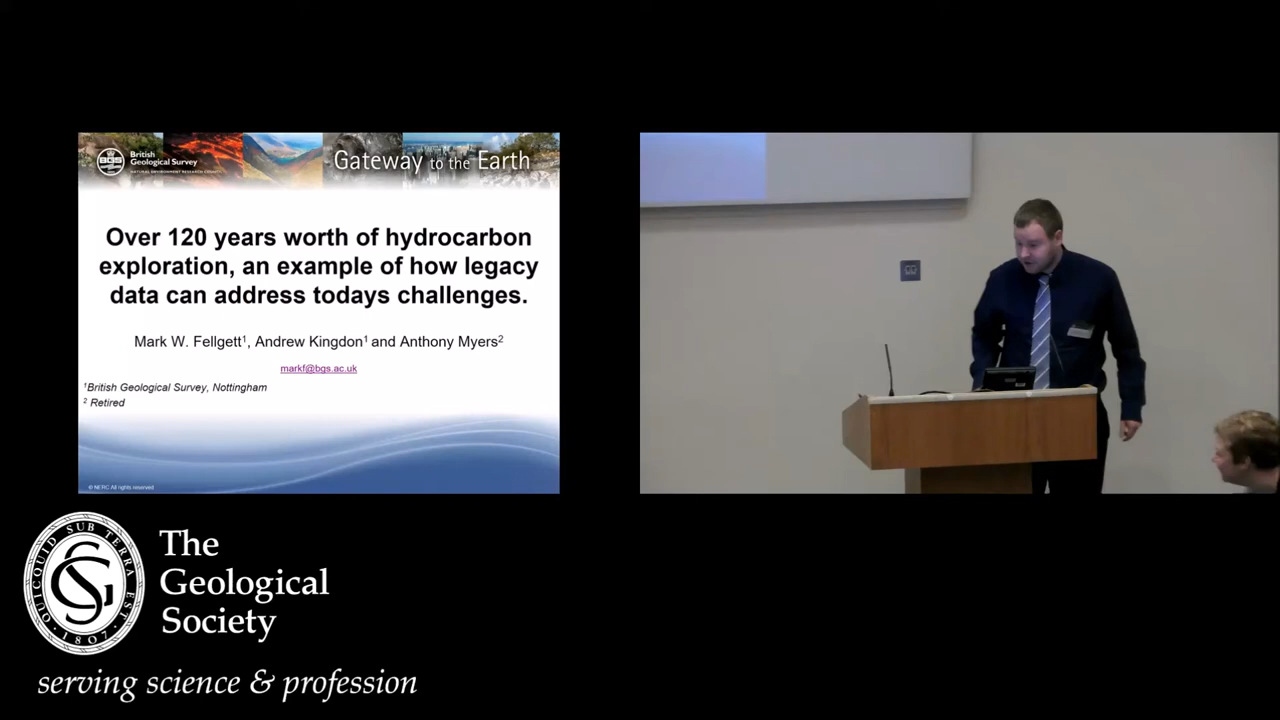 BGS
British
Geological Survey
NATURAL ENVIRONMENT RESEARCH COUNCIL
Gateway to the Earth
Over 120 years worth of hydrocarbon
exploration, an example of how legacy
data can address todays challenges.
Mark W. Fellgett¹, Andrew Kingdon¹ and Anthony Myers²
markf@bgs.ac.uk
¹British Geological Survey, Nottingham
² Retired
© NERC All rights reserved
QUICQUID SUB TERRA EST
1807
The
Geological
Society
serving science & profession